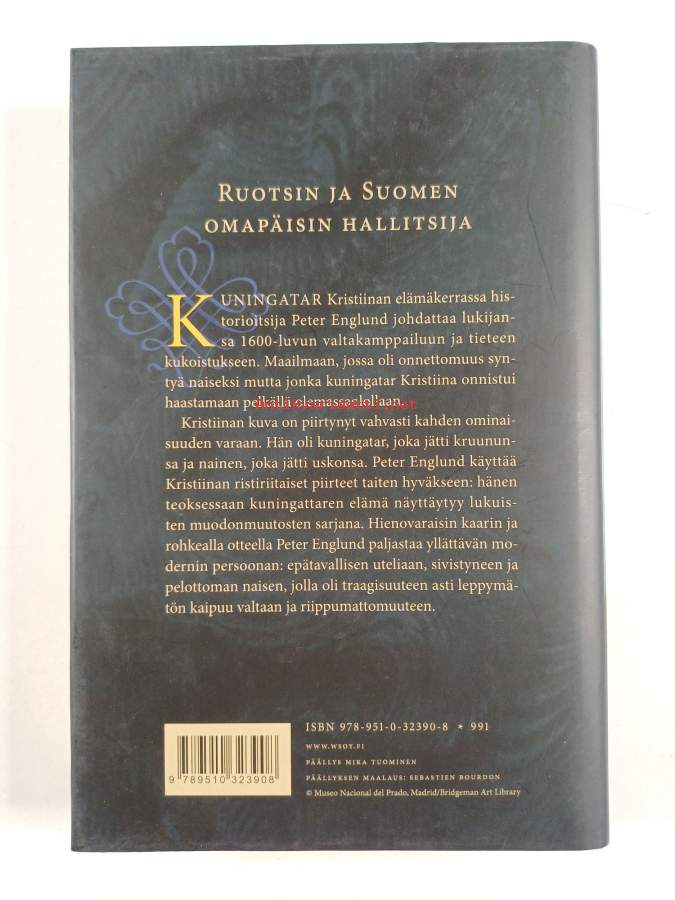 RUOTSIN JA SUOMEN
OMAPÄISIN HALLITSIJA
KUNINGATAR Kristiinan elämäkerrassa his-
torioitsija Peter Englund johdattaa lukijan-
sa 1600-luvun valtakamppailuun ja tieteen
kukoistukseen. Maailmaan, jossa oli onnettomuus syn-
tyä naiseksi mutta jonka kuningatar Kristiina onnistui
haastamaan pelkällä olemassaolollaan.
Kristiinan kuva on piirtynyt vahvasti kahden ominai-
suuden varaan. Hän oli kuningatar, joka jätti kruunun-
sa ja nainen, joka jätti uskonsa. Peter Englund käyttää
Kristiinan ristiriitaiset piirteet taiten hyväkseen: hänen
teoksessaan kuningattaren elämä näyttäytyy lukuis-
ten muodonmuutosten sarjana. Hienovaraisin kaarin ja
rohkealla otteella Peter Englund paljastaa yllättävän mo-
dernin persoonan: epätavallisen uteliaan, sivistyneen ja
pelottoman naisen, jolla oli traagisuuteen asti leppymä-
tön kaipuu valtaan ja riippumattomuuteen.
ISBN 978-951-0-32390-8 * 991
WWW.WSOY.FI
PÄÄLLYS MIKA TUOMINEN
PÄÄLLYKSEN MAALAUS: SEBASTIEN BOURDON
© Museo Nacional del Prado, Madrid/Bridgeman Art Library
9 789510 323908